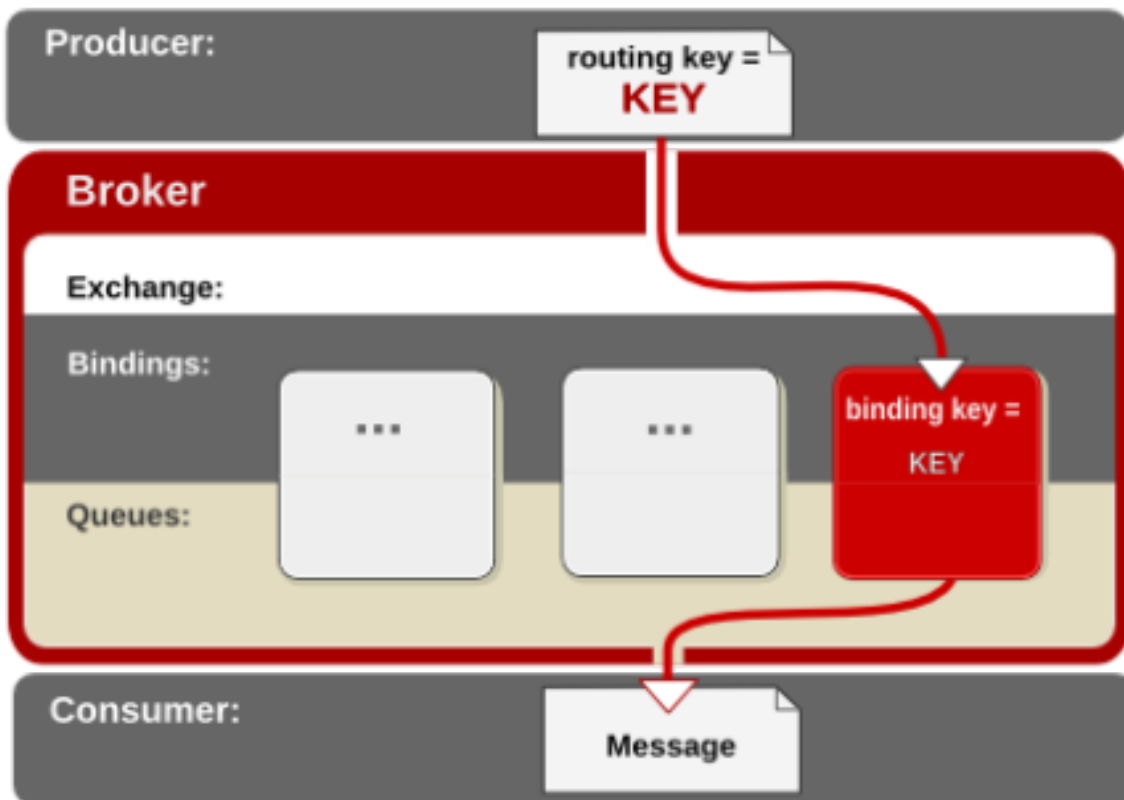 Producer:
routing key =
KEY
Broker
Exchange:
Bindings:
...
...
binding key =
KEY
Queues:
Consumer:
Message